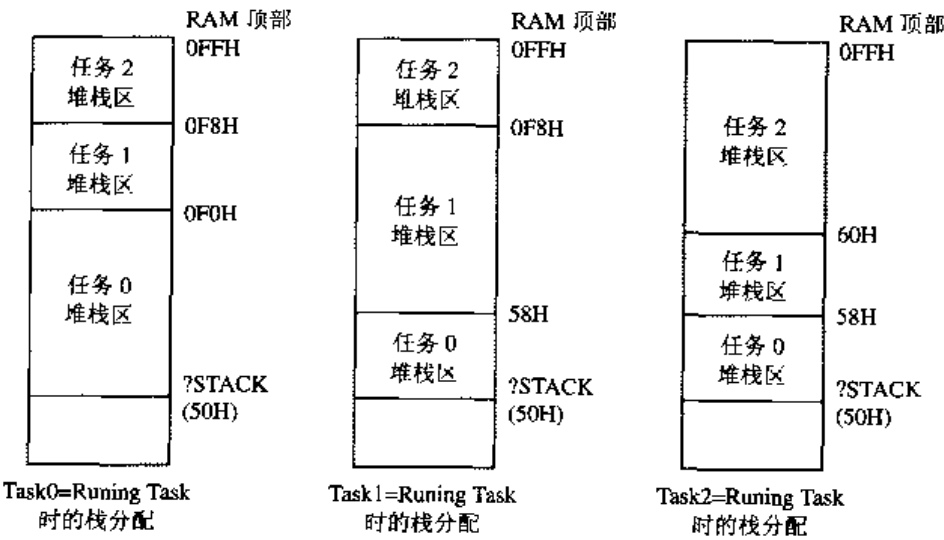 RAM 顶部
0FFH
任务 2
堆栈区
0F8H
任务 1
堆栈区
0F0H
任务 0
堆栈区
?STACK
(50H)
Task0=Runing Task
时的栈分配
RAM 顶部
0FFH
任务 2
堆栈区
0F8H
任务 1
堆栈区
58H
任务 0
堆栈区
?STACK
(50H)
Task1=Runing Task
时的栈分配
RAM 顶部
0FFH
任务 2
堆栈区
60H
任务 1
堆栈区
58H
任务 0
堆栈区
?STACK
(50H)
Task2=Runing Task
时的栈分配